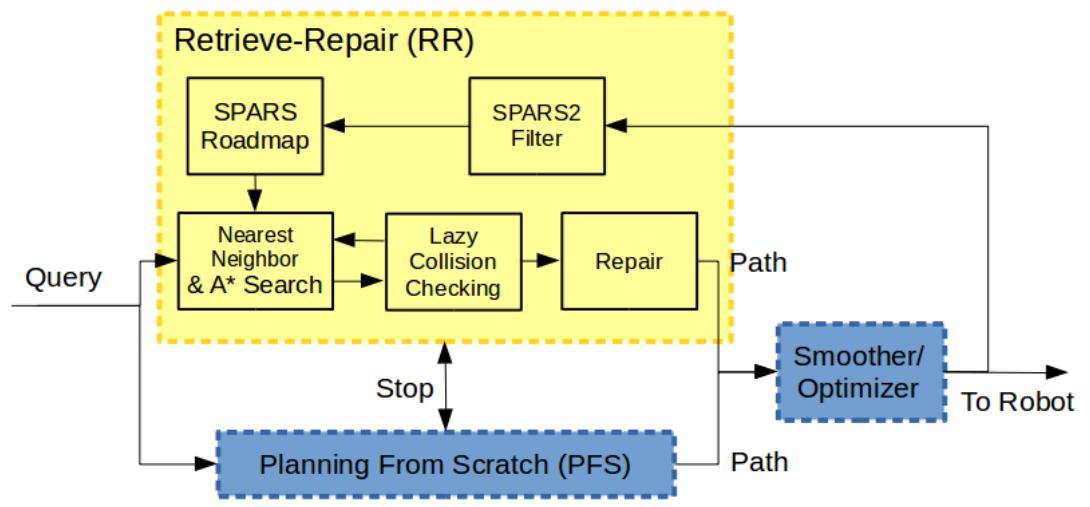 Retrieve-Repair (RR)
SPARS
Roadmap
SPARS2
Filter
Nearest
Neighbor
& A* Search
Lazy
Collision
Checking
Repair
Path
Query
Smoother/
Optimizer
Stop
To Robot
Planning From Scratch (PFS)
Path